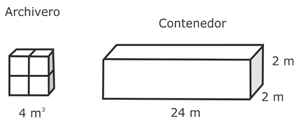 Archivero
Contenedor
2 m
2 m
4 m³
24 m